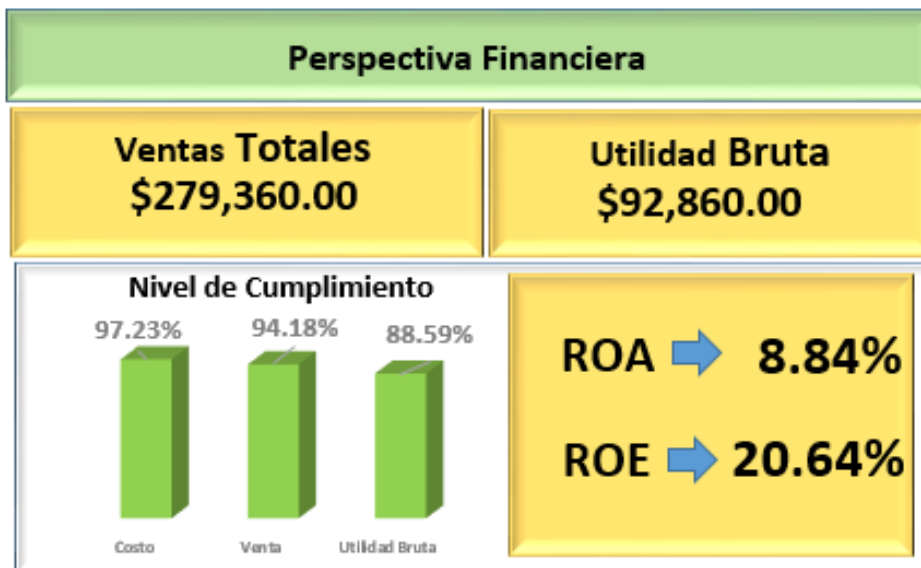 Perspectiva Financiera
Ventas Totales
$279,360.00
Utilidad Bruta
$92,860.00
Nivel de Cumplimiento
97.23%
94.18%
88.59%
Costo
Venta
Utilidad Bruta
ROA 8.84%
ROE 20.64%